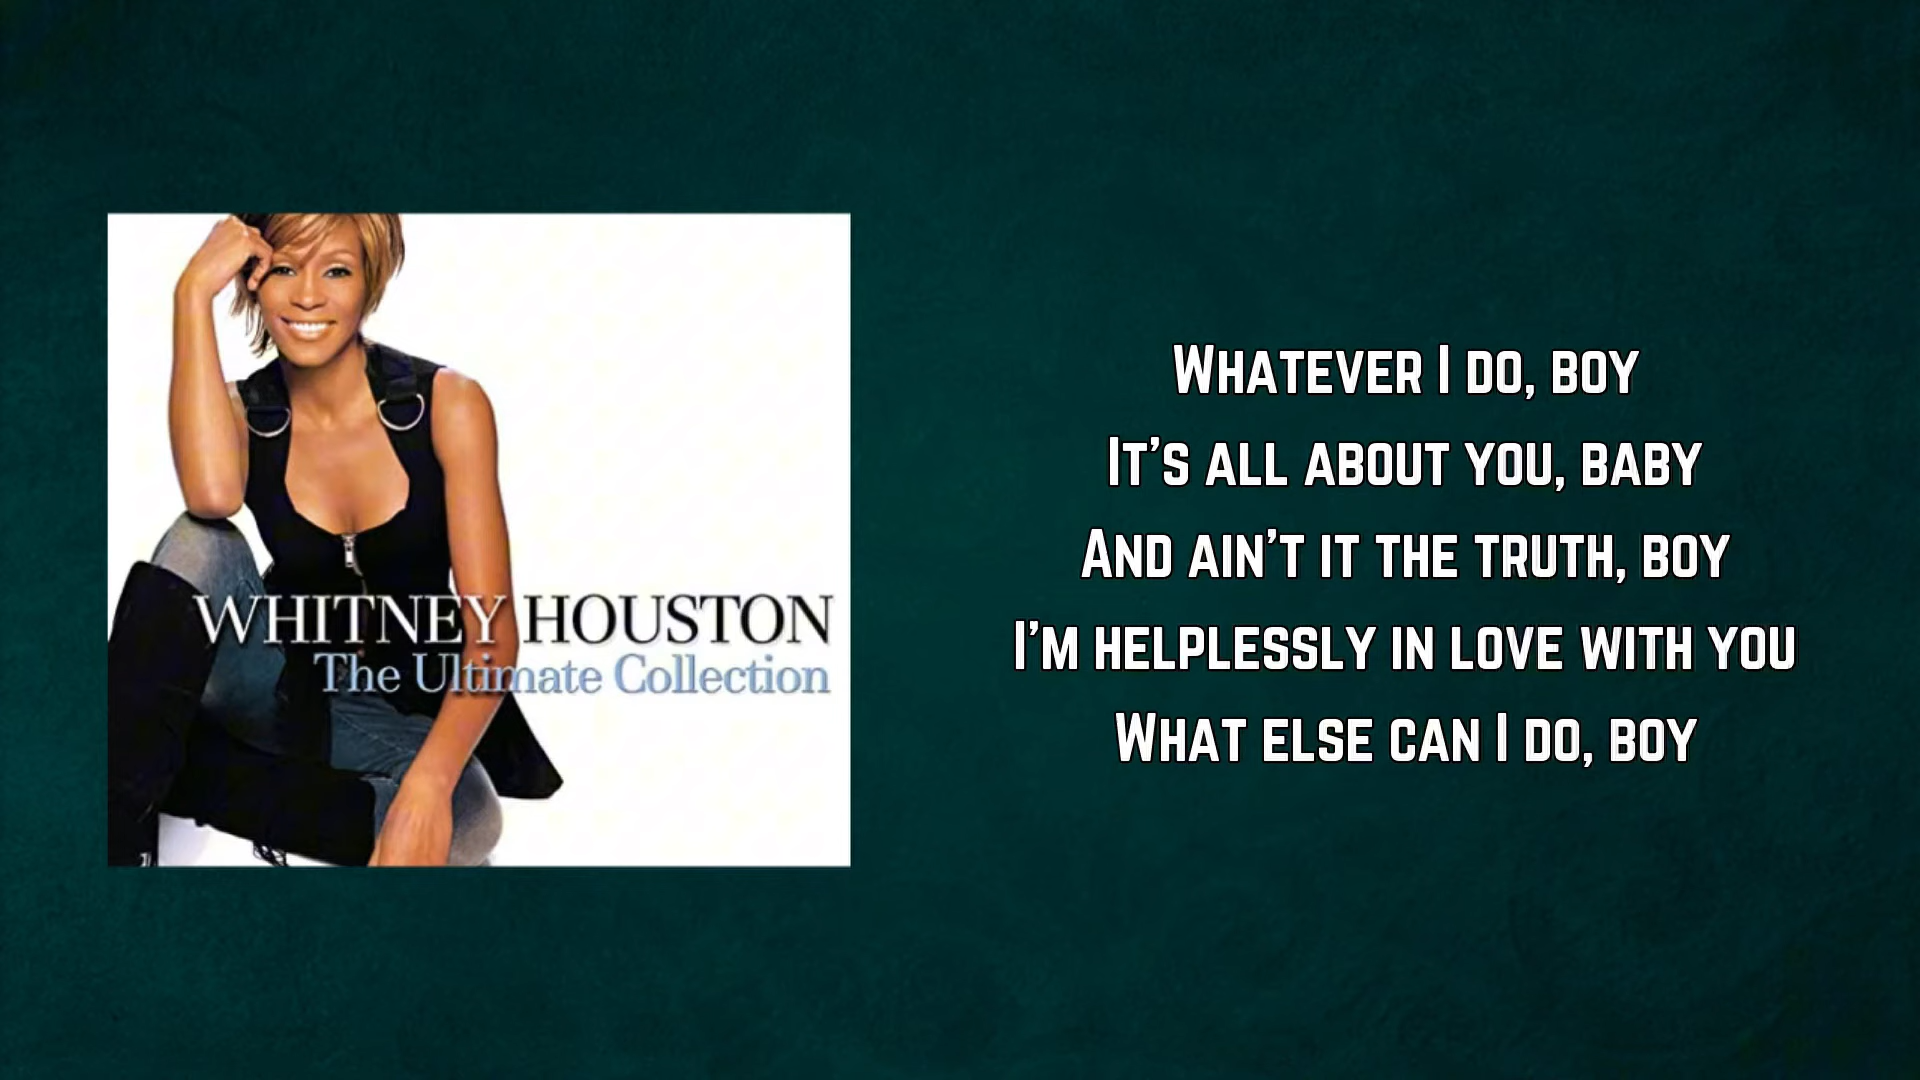 WHITNEY HOUSTON
The Ultimate Collection
WHATEVER I DO, BOY
IT'S ALL ABOUT YOU, BABY
AND AIN'T IT THE TRUTH, BOY
I'M HELPLESSLY IN LOVE WITH YOU
WHAT ELSE CAN I DO, BOY